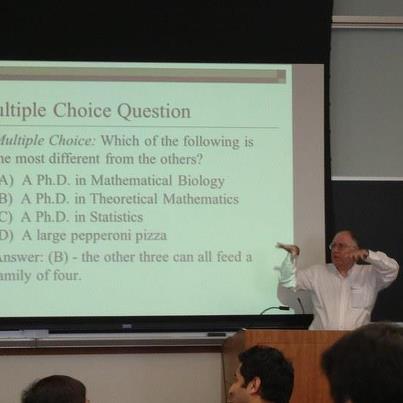 ultiple Choice Question
Multiple Choice: Which of the following is
he most different from the others?
A) A Ph.D. in Mathematical Biology
B) A Ph.D. in Theoretical Mathematics
C) A Ph.D. in Statistics
D) A large pepperoni pizza
Answer: (B) - the other three can all feed a
family of four.